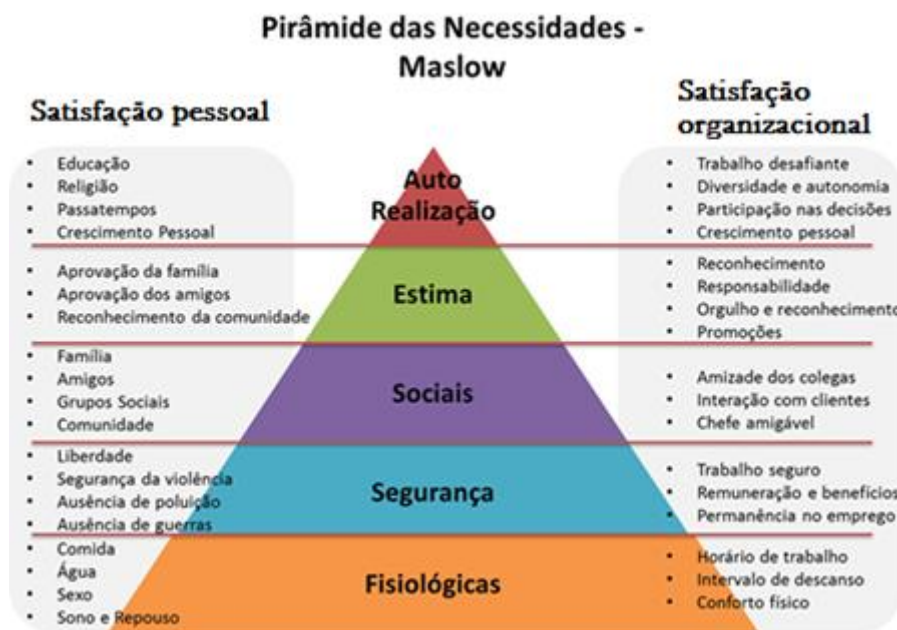 Pirâmide das Necessidades -
Maslow
Satisfação pessoal
Satisfação
organizacional
• Educação
• Religião
• Passatempos
• Crescimento Pessoal
Auto
Realização
• Trabalho desafiante
• Diversidade e autonomia
• Participação nas decisões
• Crescimento pessoal
• Aprovação da família
• Aprovação dos amigos
• Reconhecimento da comunidade
Estima
• Reconhecimento
• Responsabilidade
• Orgulho e reconhecimento
• Promoções
• Família
• Amigos
• Grupos Sociais
• Comunidade
Sociais
• Amizade dos colegas
• Interação com clientes
• Chefe amigável
• Liberdade
• Segurança da violência
• Ausência de poluição
• Ausência de guerras
Segurança
• Trabalho seguro
• Remuneração e benefícios
• Permanência no emprego
• Comida
• Água
• Sexo
• Sono e Repouso
Fisiológicas
• Horário de trabalho
• Intervalo de descanso
• Conforto físico